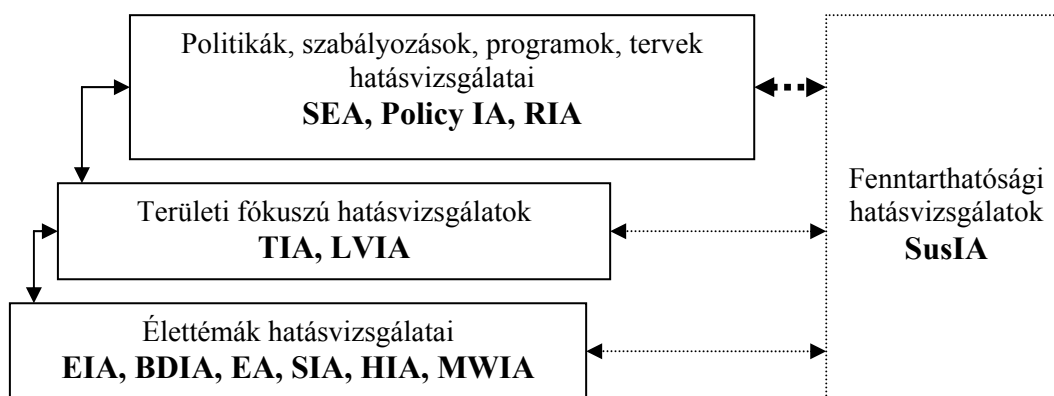 Politikák, szabályozások, programok, tervek
hatásvizsgálatai
SEA, Policy IA, RIA
Területi fókuszú hatásvizsgálatok
TIA, LVIA
Élettémák hatásvizsgálatai
EIA, BDIA, EA, SIA, HIA, MWIA
Fenntarthatósági
hatásvizsgálatok
SusIA